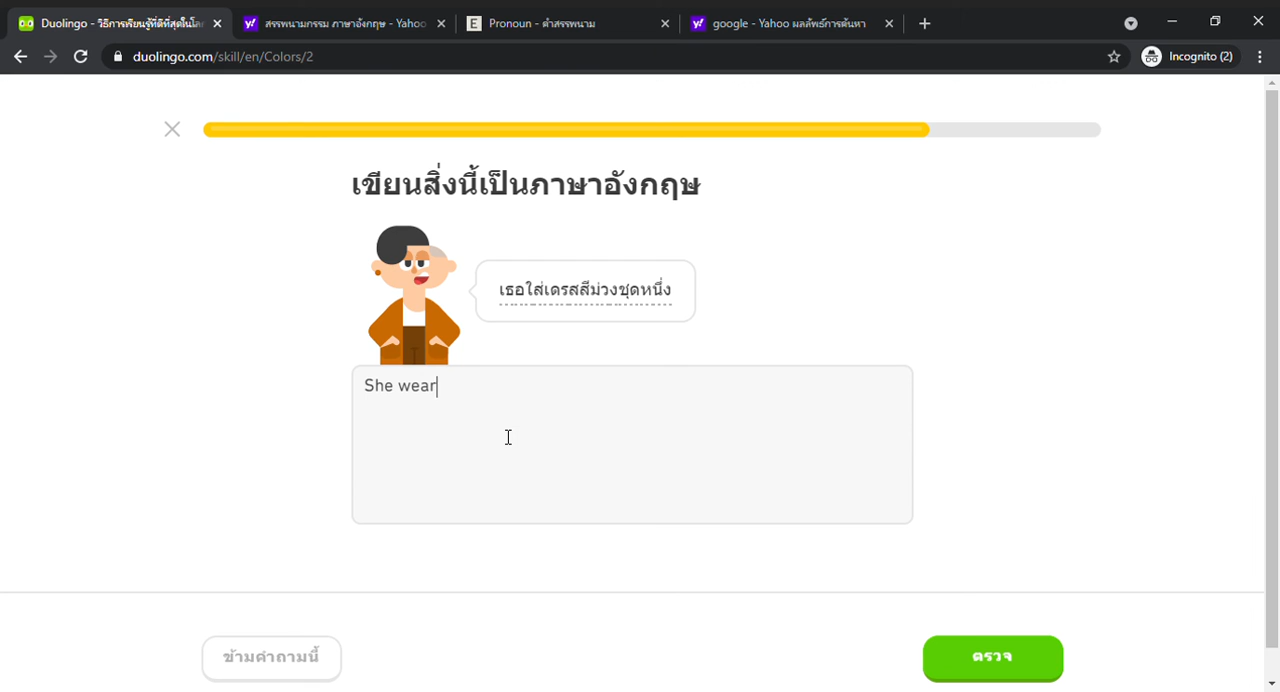 Duolingo - วิธีการเรียนรู้ที่ดีที่สุดในโล
สรรพนามกรรม ภาษาอังกฤษ - Yahoo
E
Pronoun - คําสรรพนาม
google - Yahoo ผลลัพธ์การค้นหา
duolingo.com/skill/en/Colors/2
Incognito (2)
เขียนสิ่งนี้เป็นภาษาอังกฤษ
เธอใส่เดรสสีม่วงชุดหนึ่ง
She wear
ข้ามคำถามนี้
ตรวจ